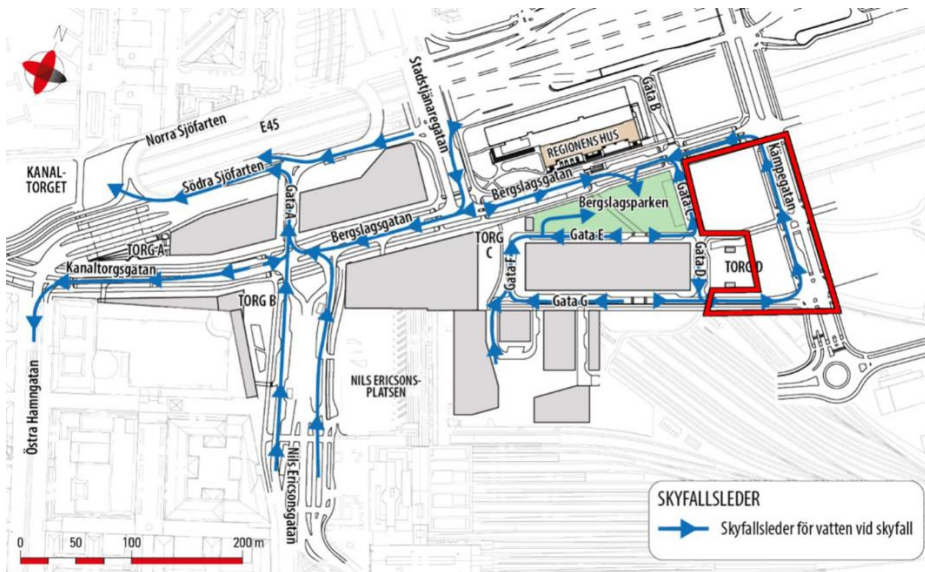 N
Norra Sjöfarten
E45
Stadstjänaregatan
Gata B
REGIONENS HUS
KANAL-
TORGET
Södra Sjöfarten
Gata A
Bergslagsgatan
Bergslagsgatan
Bergslagsparken
Kämpegatan
TORG A
Kanaltorgsgatan
TORG B
TORG
C
Gata E
Gata F
Gata G
Gata D
TORG D
Östra Hamngatan
Nils Ericsonsgatan
NILS ERICSONS-
PLATSEN
0 50 100 200 m
SKYFALLSLEDER
Skyfallsleder för vatten vid skyfall